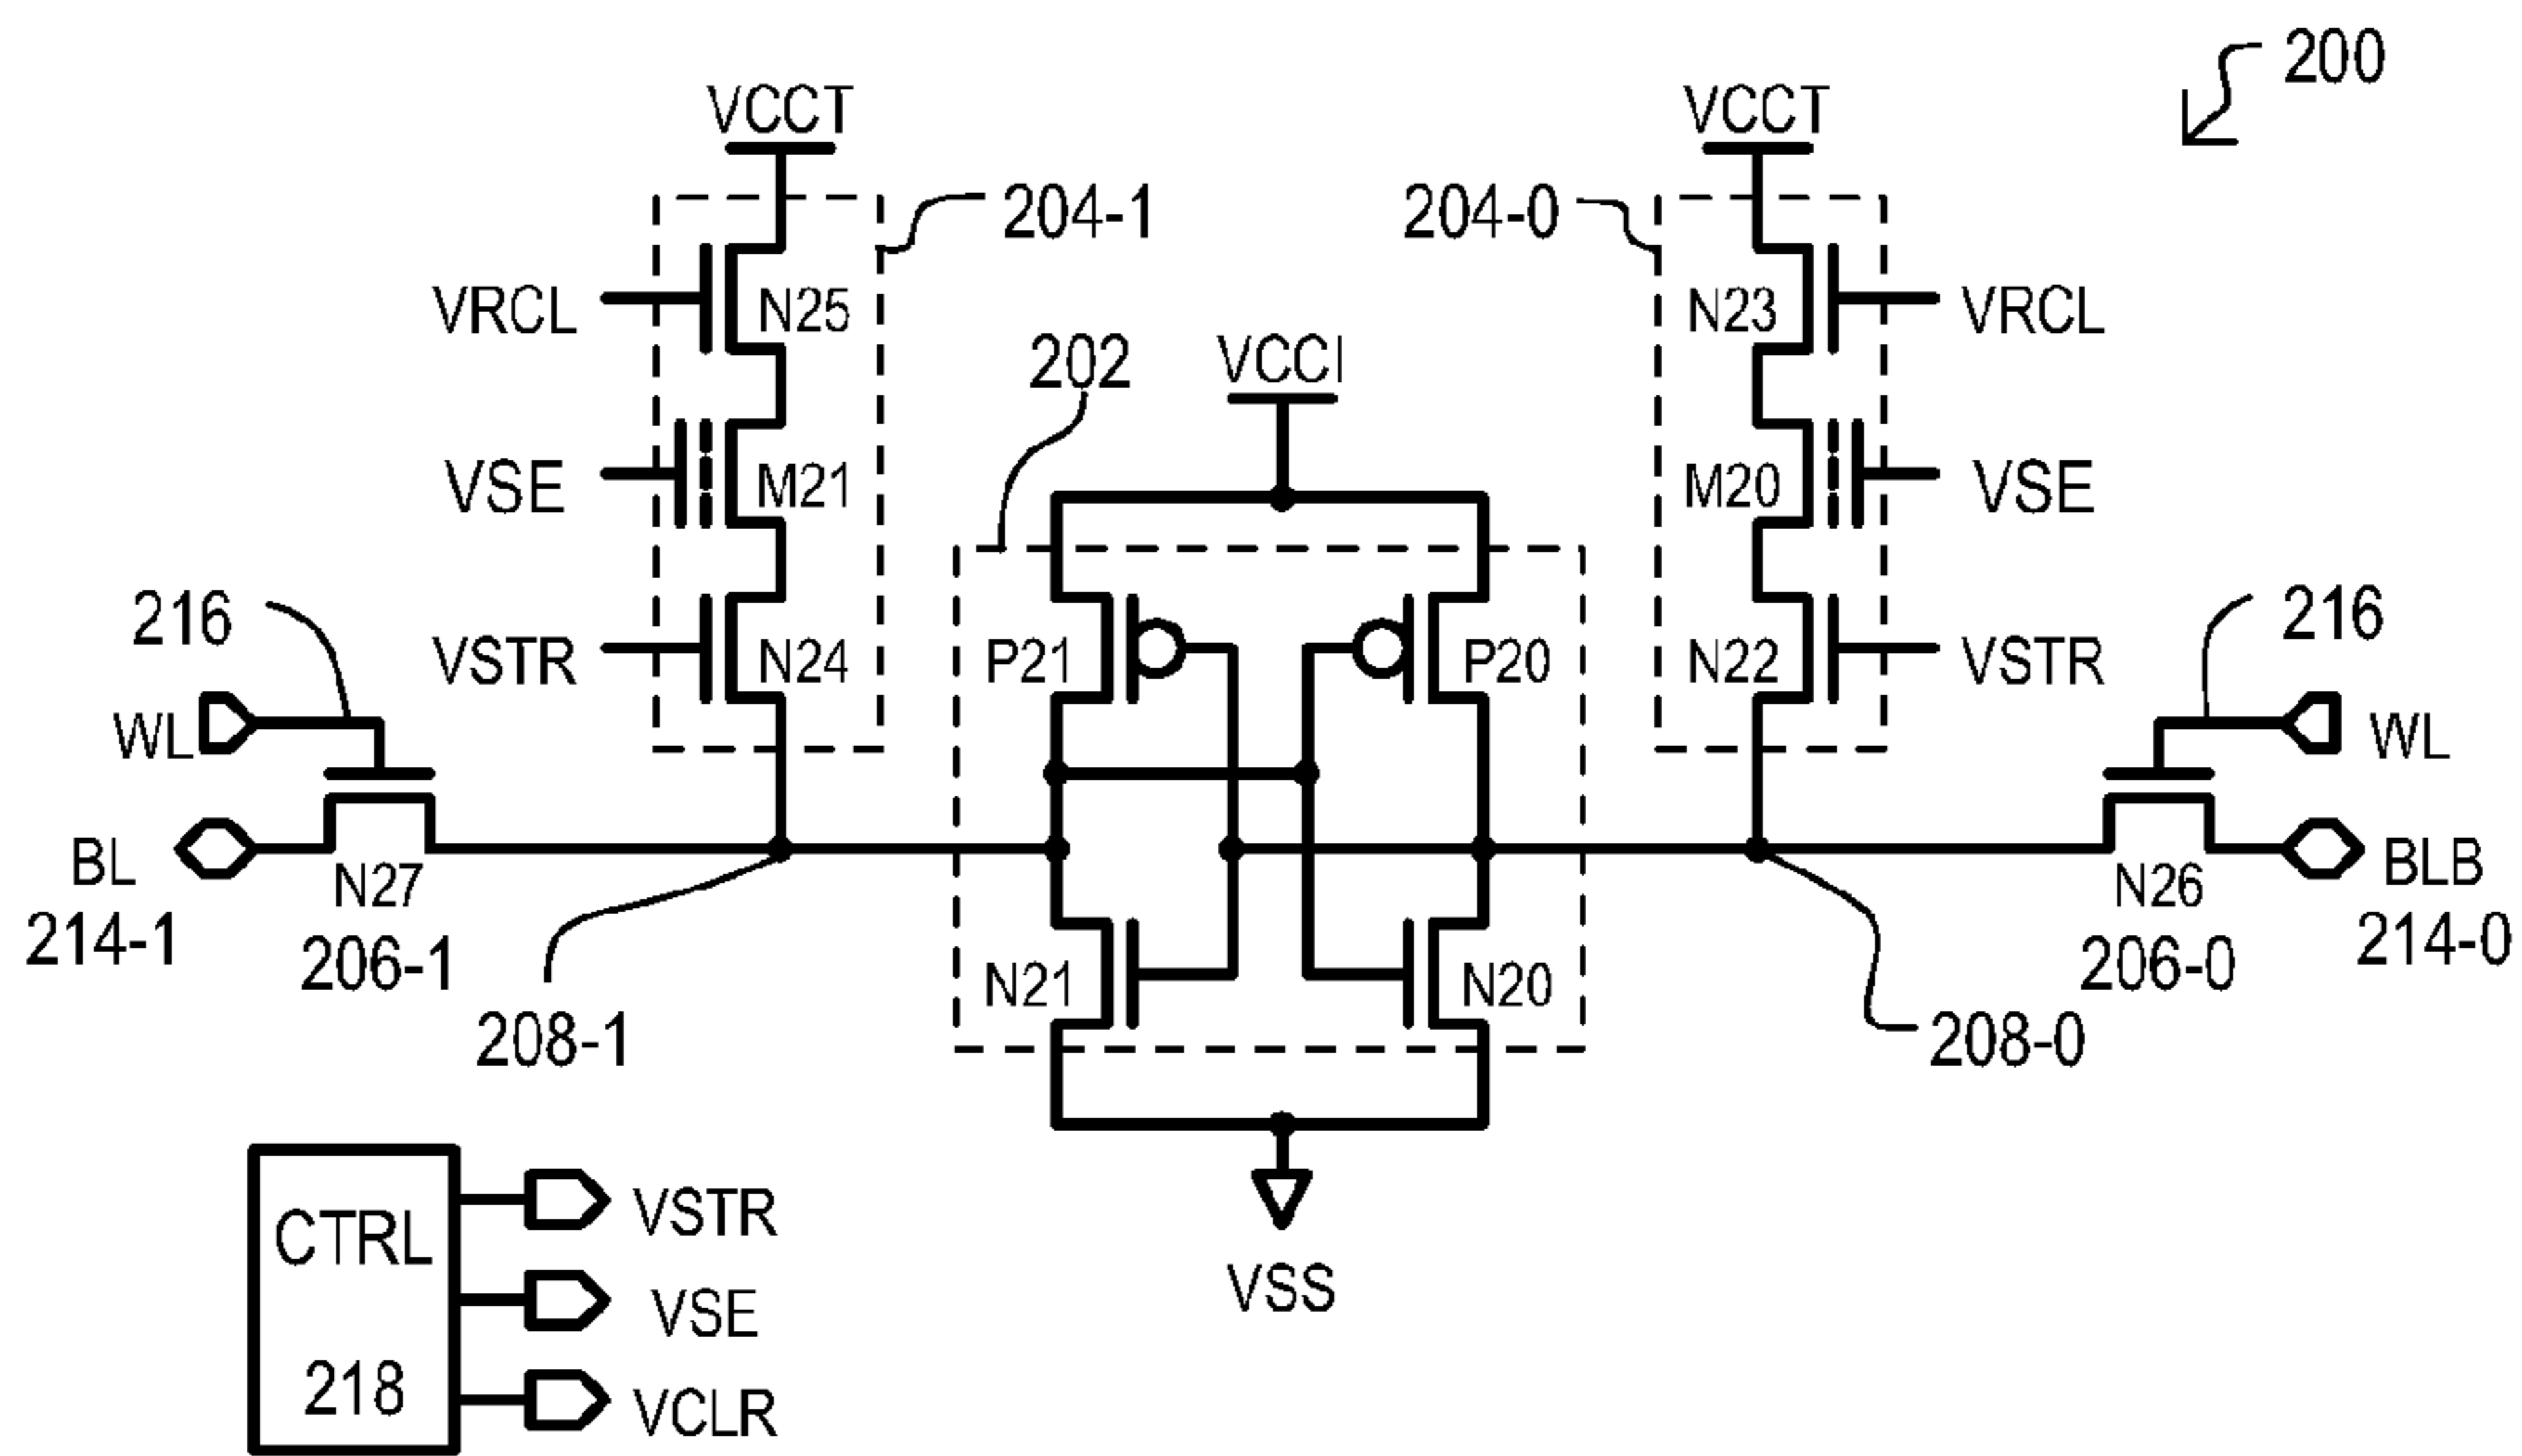 200
VCCT
VCCT
204-1
204-0
VRCL
N25
N23
VRCL
202
VCCI
VSE
M21
M20
VSE
216
VSTR
N24
P21
P20
N22
VSTR
216
WL
WL
BL
N27
N26
BLB
214-1
206-1
N21
N20
206-0
214-0
208-1
208-0
CTRL
218
VSTR
VSE
VCLR
VSS